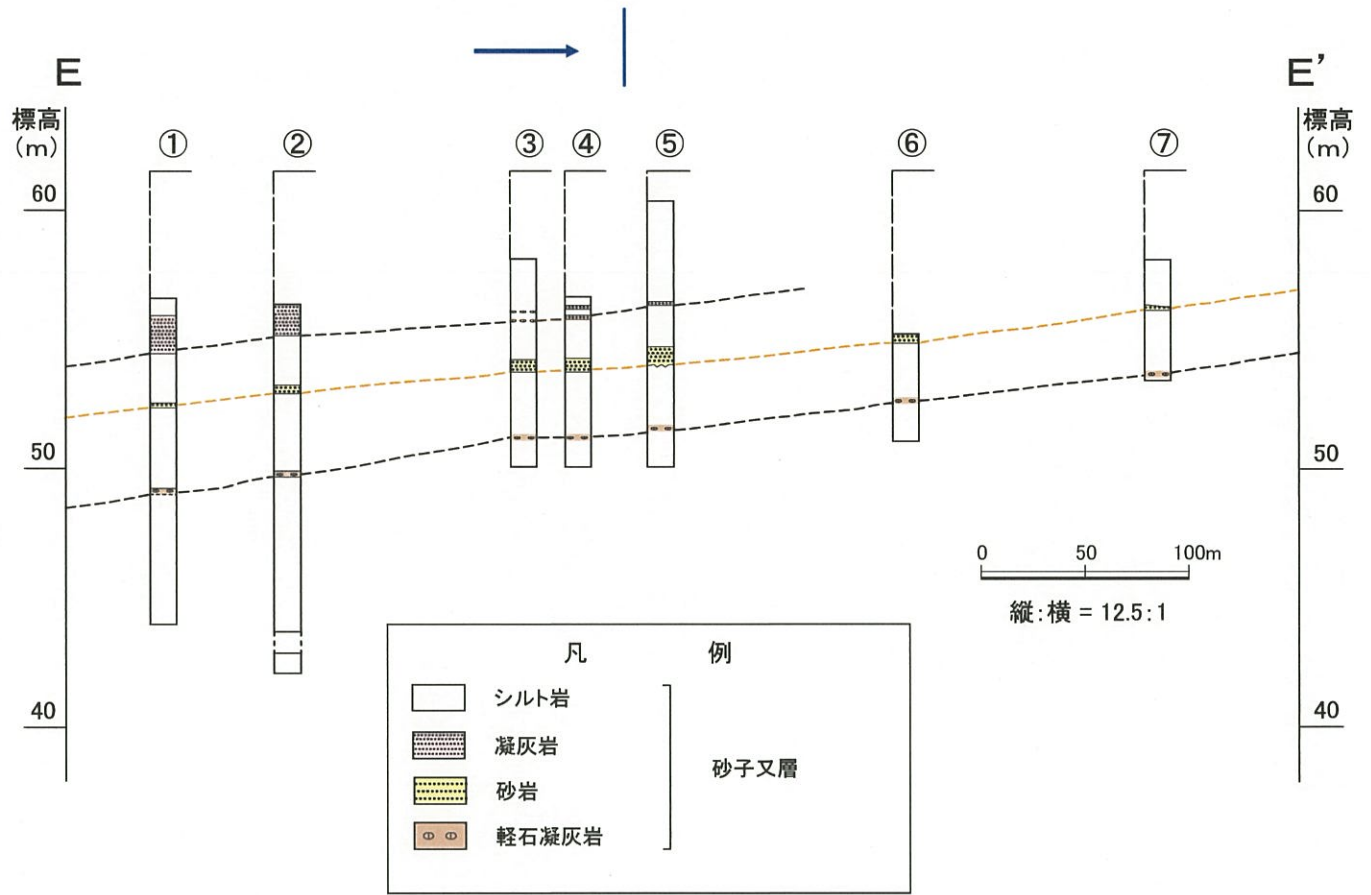 E
E’
標高
(m)
標高
(m)
① ② ③ ④ ⑤ ⑥ ⑦
60
60
50
50
0 50 100m
縦:横 = 12.5:1
40
40
凡 例
シルト岩
凝灰岩
砂岩
軽石凝灰岩
砂子又層